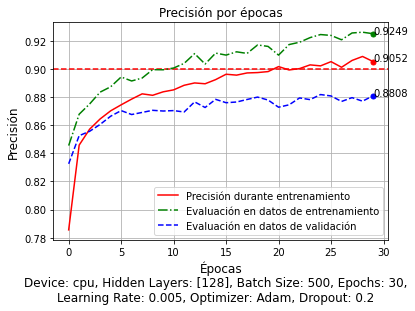 Precisión por épocas
Precisión
0.92
0.90
0.88
0.86
0.84
0.82
0.80
0.78
0.9249
0.9052
0.8808
Precisión durante entrenamiento
Evaluación en datos de entrenamiento
Evaluación en datos de validación
0 5 10 15 20 25 30
Épocas
Device: cpu, Hidden Layers: [128], Batch Size: 500, Epochs: 30,
Learning Rate: 0.005, Optimizer: Adam, Dropout: 0.2